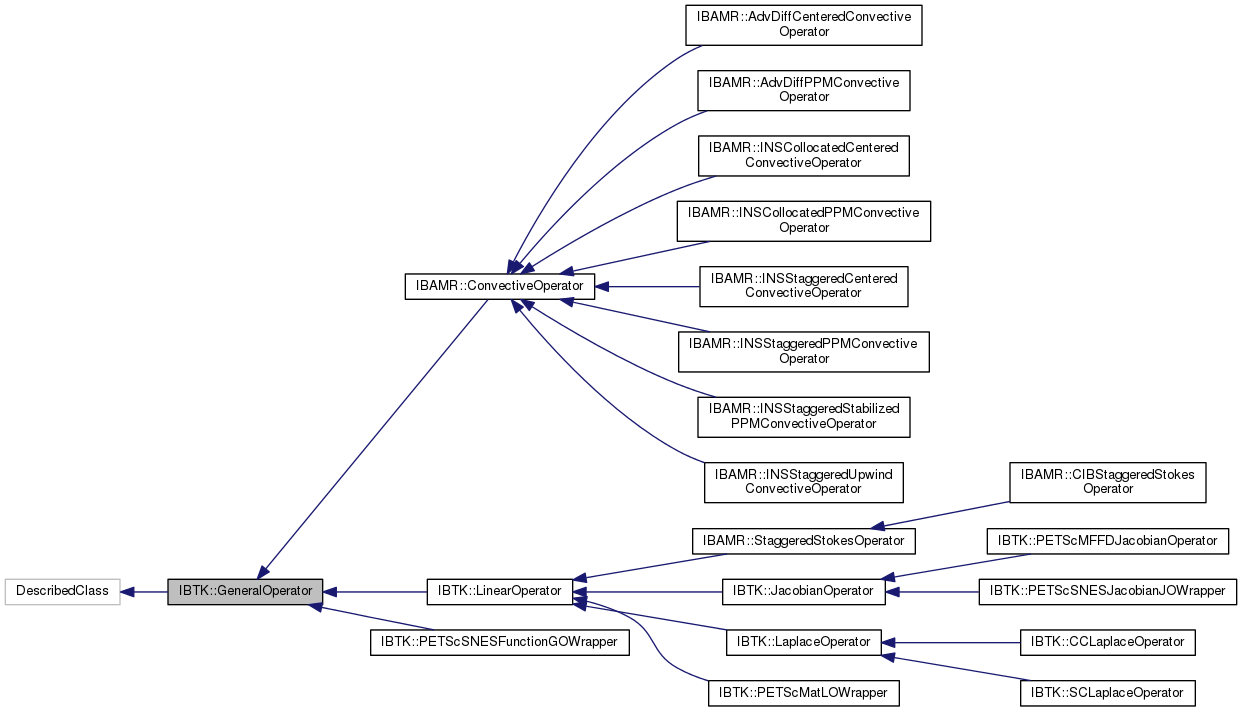 IBAMR::AdvDiffCenteredConvective
Operator
IBAMR::AdvDiffPPMConvective
Operator
IBAMR::INSCollocatedCentered
ConvectiveOperator
IBAMR::INSCollocatedPPMConvective
Operator
IBAMR::ConvectiveOperator
IBAMR::INSStaggeredCentered
ConvectiveOperator
IBAMR::INSStaggeredPPMConvective
Operator
IBAMR::INSStaggeredStabilized
PPMConvectiveOperator
IBAMR::INSStaggeredUpwind
ConvectiveOperator
IBAMR::CIBStaggeredStokes
Operator
IBAMR::StaggeredStokesOperator
IBTK::PETScMFFDJacobianOperator
DescribedClass
IBTK::GeneralOperator
IBTK::LinearOperator
IBTK::JacobianOperator
IBTK::PETScSNESJacobianJOWrapper
IBTK::PETScSNESFunctionGOWrapper
IBTK::LaplaceOperator
IBTK::CCLaplaceOperator
IBTK::PETScMatLOWrapper
IBTK::SCLaplaceOperator